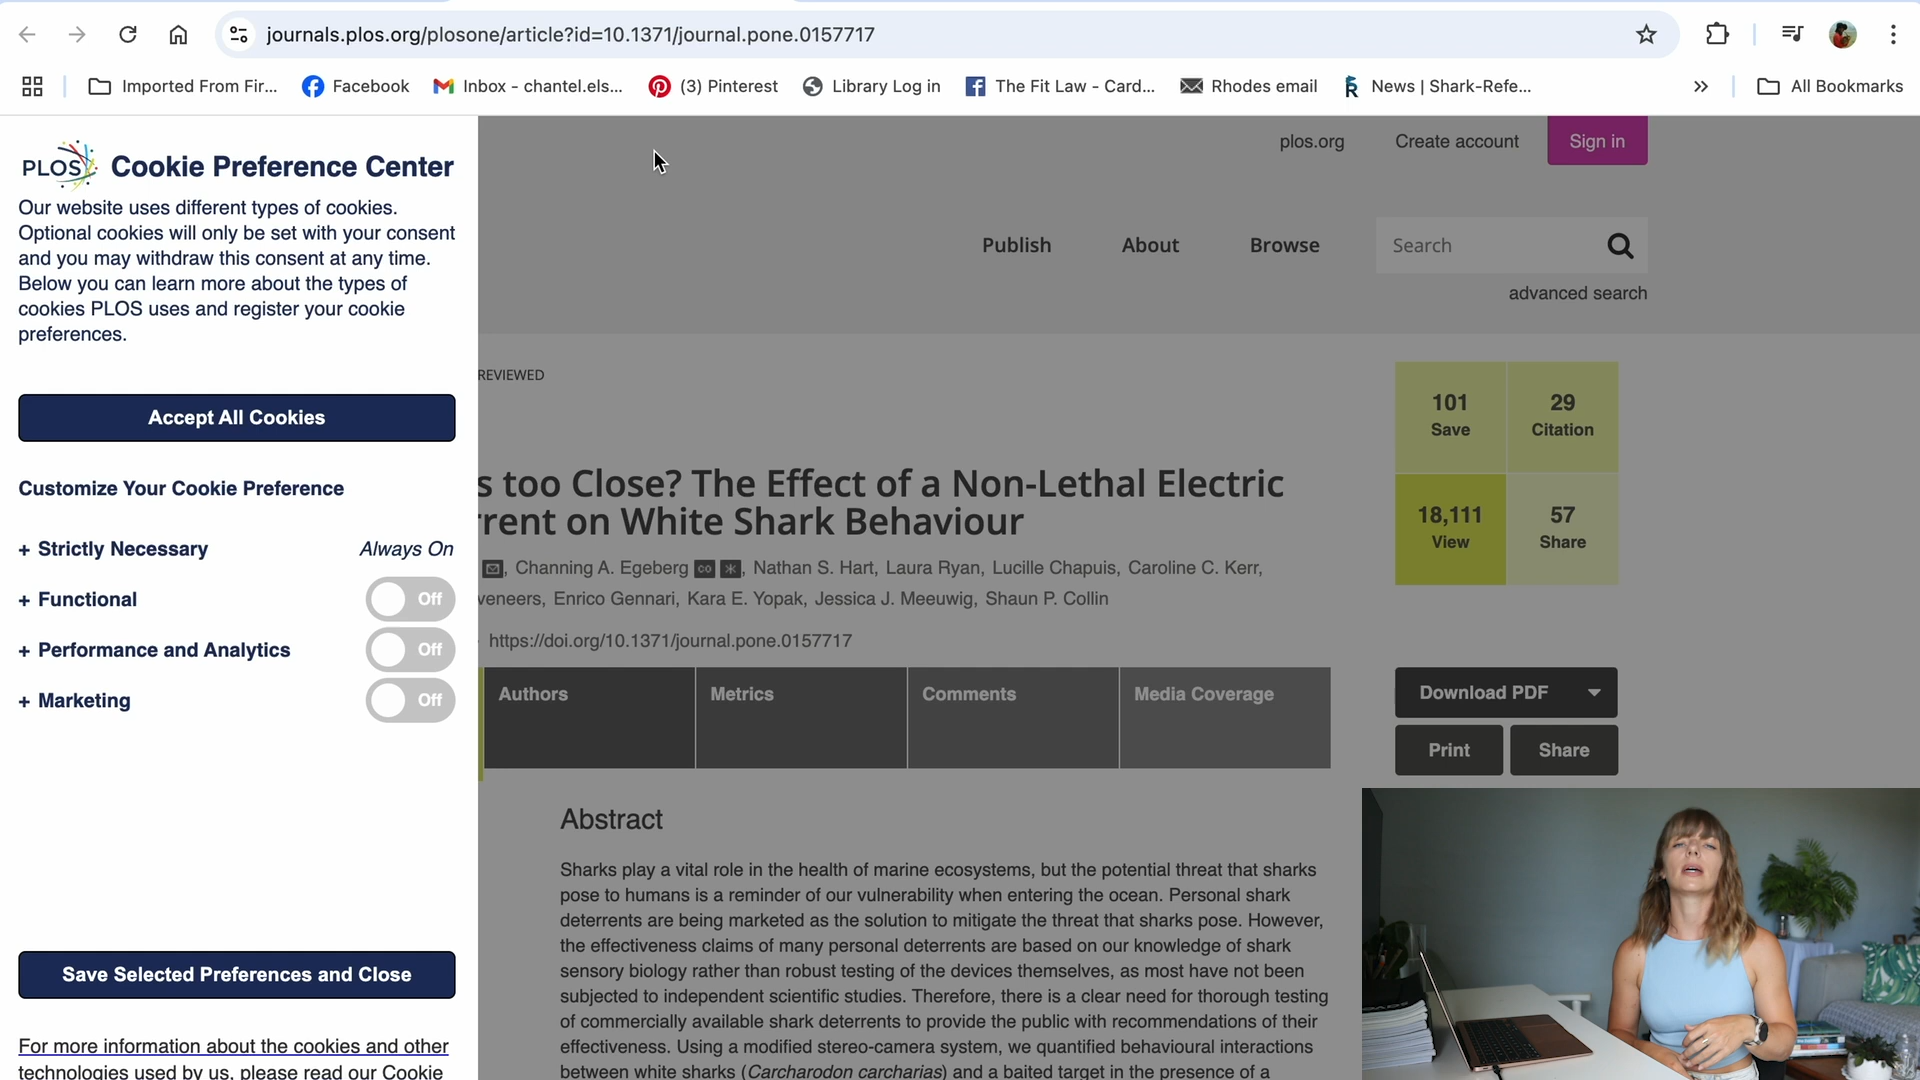 journals.plos.org/plosone/article?id=10.1371/journal.pone.0157717
Imported From Fir...
Facebook
Inbox - chantel.els...
(3) Pinterest
Library Log in
The Fit Law - Card...
Rhodes email
News | Shark-Refe...
All Bookmarks
PLOS
Cookie Preference Center
Our website uses different types of cookies.
Optional cookies will only be set with your consent
and you may withdraw this consent at any time.
Below you can learn more about the types of
cookies PLOS uses and register your cookie
preferences.
Accept All Cookies
Customize Your Cookie Preference
+ Strictly Necessary
Always On
+ Functional
Off
+ Performance and Analytics
Off
+ Marketing
Off
Save Selected Preferences and Close
For more information about the cookies and other
technologies used by us, please read our Cookie
plos.org
Create account
Sign in
Publish
About
Browse
Search
advanced search
REVIEWED
s too Close? The Effect of a Non-Lethal Electric
rrent on White Shark Behaviour
, Channing A. Egeberg, Nathan S. Hart, Laura Ryan, Lucille Chapuis, Caroline C. Kerr,
veneers, Enrico Gennari, Kara E. Yopak, Jessica J. Meeuwig, Shaun P. Collin
https://doi.org/10.1371/journal.pone.0157717
101
Save
29
Citation
18,111
View
57
Share
Authors
Metrics
Comments
Media Coverage
Download PDF
Print
Share
Abstract
Sharks play a vital role in the health of marine ecosystems, but the potential threat that sharks
pose to humans is a reminder of our vulnerability when entering the ocean. Personal shark
deterrents are being marketed as the solution to mitigate the threat that sharks pose. However,
the effectiveness claims of many personal deterrents are based on our knowledge of shark
sensory biology rather than robust testing of the devices themselves, as most have not been
subjected to independent scientific studies. Therefore, there is a clear need for thorough testing
of commercially available shark deterrents to provide the public with recommendations of their
effectiveness. Using a modified stereo-camera system, we quantified behavioural interactions
between white sharks (Carcharodon carcharias) and a baited target in the presence of a